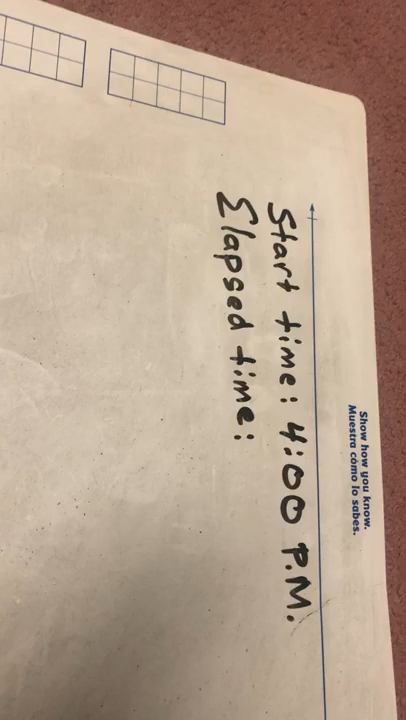 Show how you know.
Muestra cómo lo sabes.
Start time: 4:00 P.M.
Elapsed time: